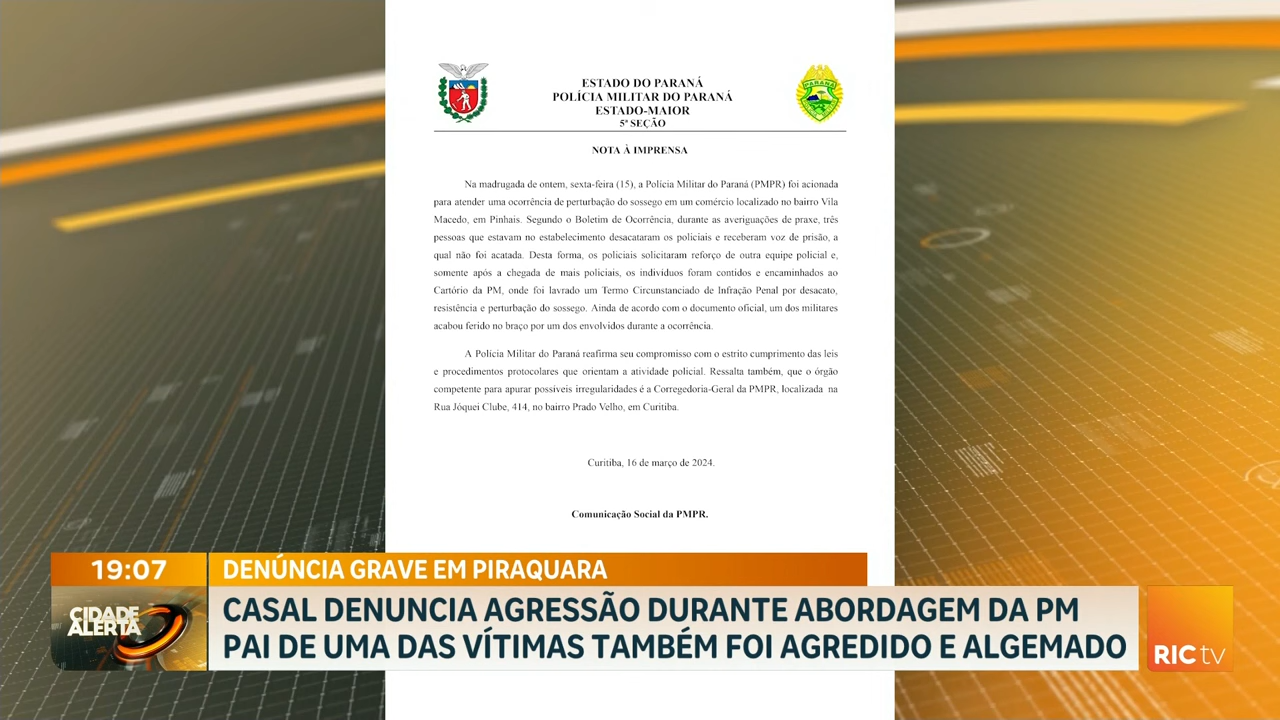 ESTADO DO PARANÁ
POLÍCIA MILITAR DO PARANÁ
ESTADO-MAIOR
5ª SEÇÃO
NOTA À IMPRENSA
Na madrugada de ontem, sexta-feira (15), a Polícia Militar do Paraná (PMPR) foi acionada
para atender uma ocorrência de perturbação do sossego em um comércio localizado no bairro Vila
Macedo, em Pinhais. Segundo o Boletim de Ocorrência, durante as averiguações de praxe, três
pessoas que estavam no estabelecimento desacataram os policiais e receberam voz de prisão, a
qual não foi acatada. Desta forma, os policiais solicitaram reforço de outra equipe policial e,
somente após a chegada de mais policiais, os indivíduos foram contidos e encaminhados ao
Cartório da PM, onde foi lavrado um Termo Circunstanciado de Infração Penal por desacato,
resistência e perturbação do sossego. Ainda de acordo com o documento oficial, um dos militares
acabou ferido no braço por um dos envolvidos durante a ocorrência.
A Polícia Militar do Paraná reafirma seu compromisso com o estrito cumprimento das leis
e procedimentos protocolares que orientam a atividade policial. Ressalta também, que o órgão
competente para apurar possíveis irregularidades é a Corregedoria-Geral da PMPR, localizada na
Rua Jóquei Clube, 414, no bairro Prado Velho, em Curitiba.
Curitiba, 16 de março de 2024.
Comunicação Social da PMPR.
19:07
DENÚNCIA GRAVE EM PIRAQUARA
CIDADE
ALERTA
CASAL DENUNCIA AGRESSÃO DURANTE ABORDAGEM DA PM
PAI DE UMA DAS VÍTIMAS TAMBÉM FOI AGREDIDO E ALGEMADO
RIC tv